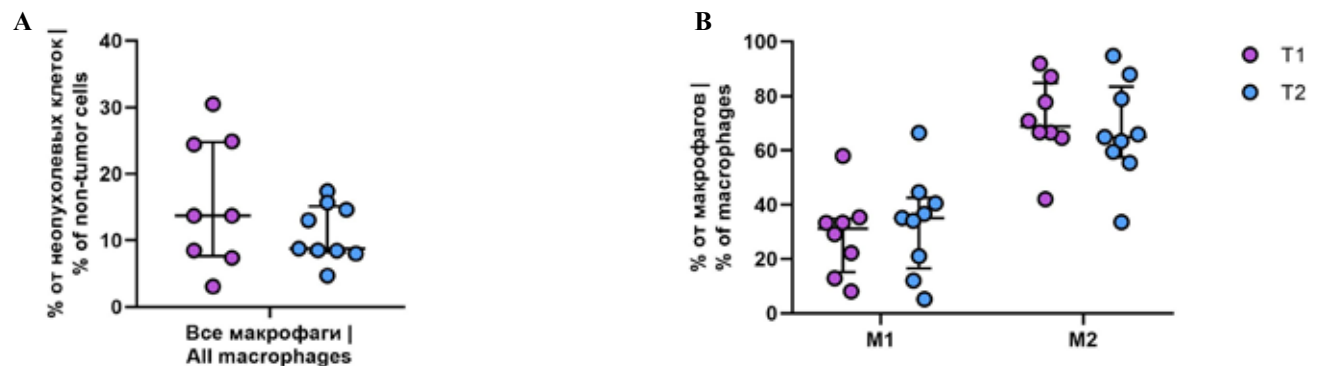 A
% от неопухолевых клеток |
% of non-tumor cells
40
30
20
10
0
Все макрофаги |
All macrophages
B
% от макрофагов |
% of macrophages
100
80
60
40
20
0
M1
M2
T1
T2